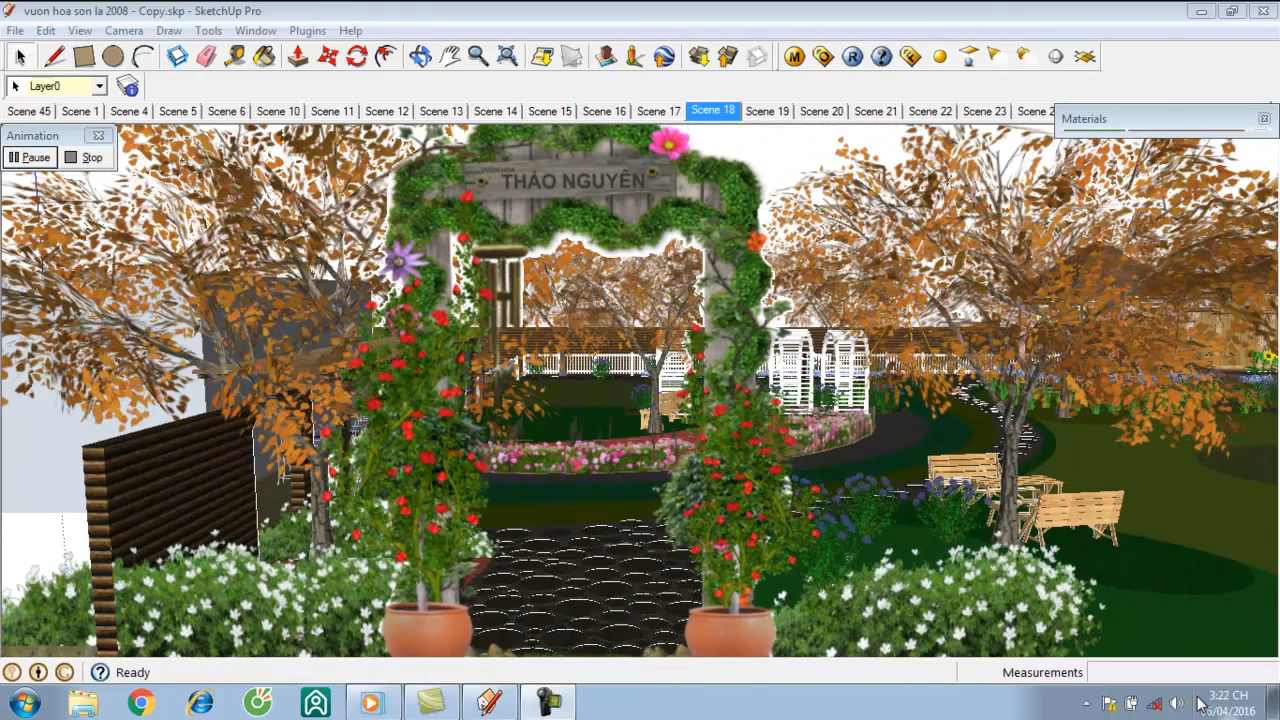 vuon hoa son la 2008 - Copy.skp - SketchUp Pro
File Edit View Camera Draw Tools Window Plugins Help
Layer0
Scene 45 Scene 1 Scene 4 Scene 5 Scene 6 Scene 10 Scene 11 Scene 12 Scene 13 Scene 14 Scene 15 Scene 16 Scene 17 Scene 18 Scene 19 Scene 20 Scene 21 Scene 22 Scene 23 Scene
Materials
Animation
Pause Stop
THẢO NGUYÊN
Ready
Measurements
3:22 CH
/04/2016